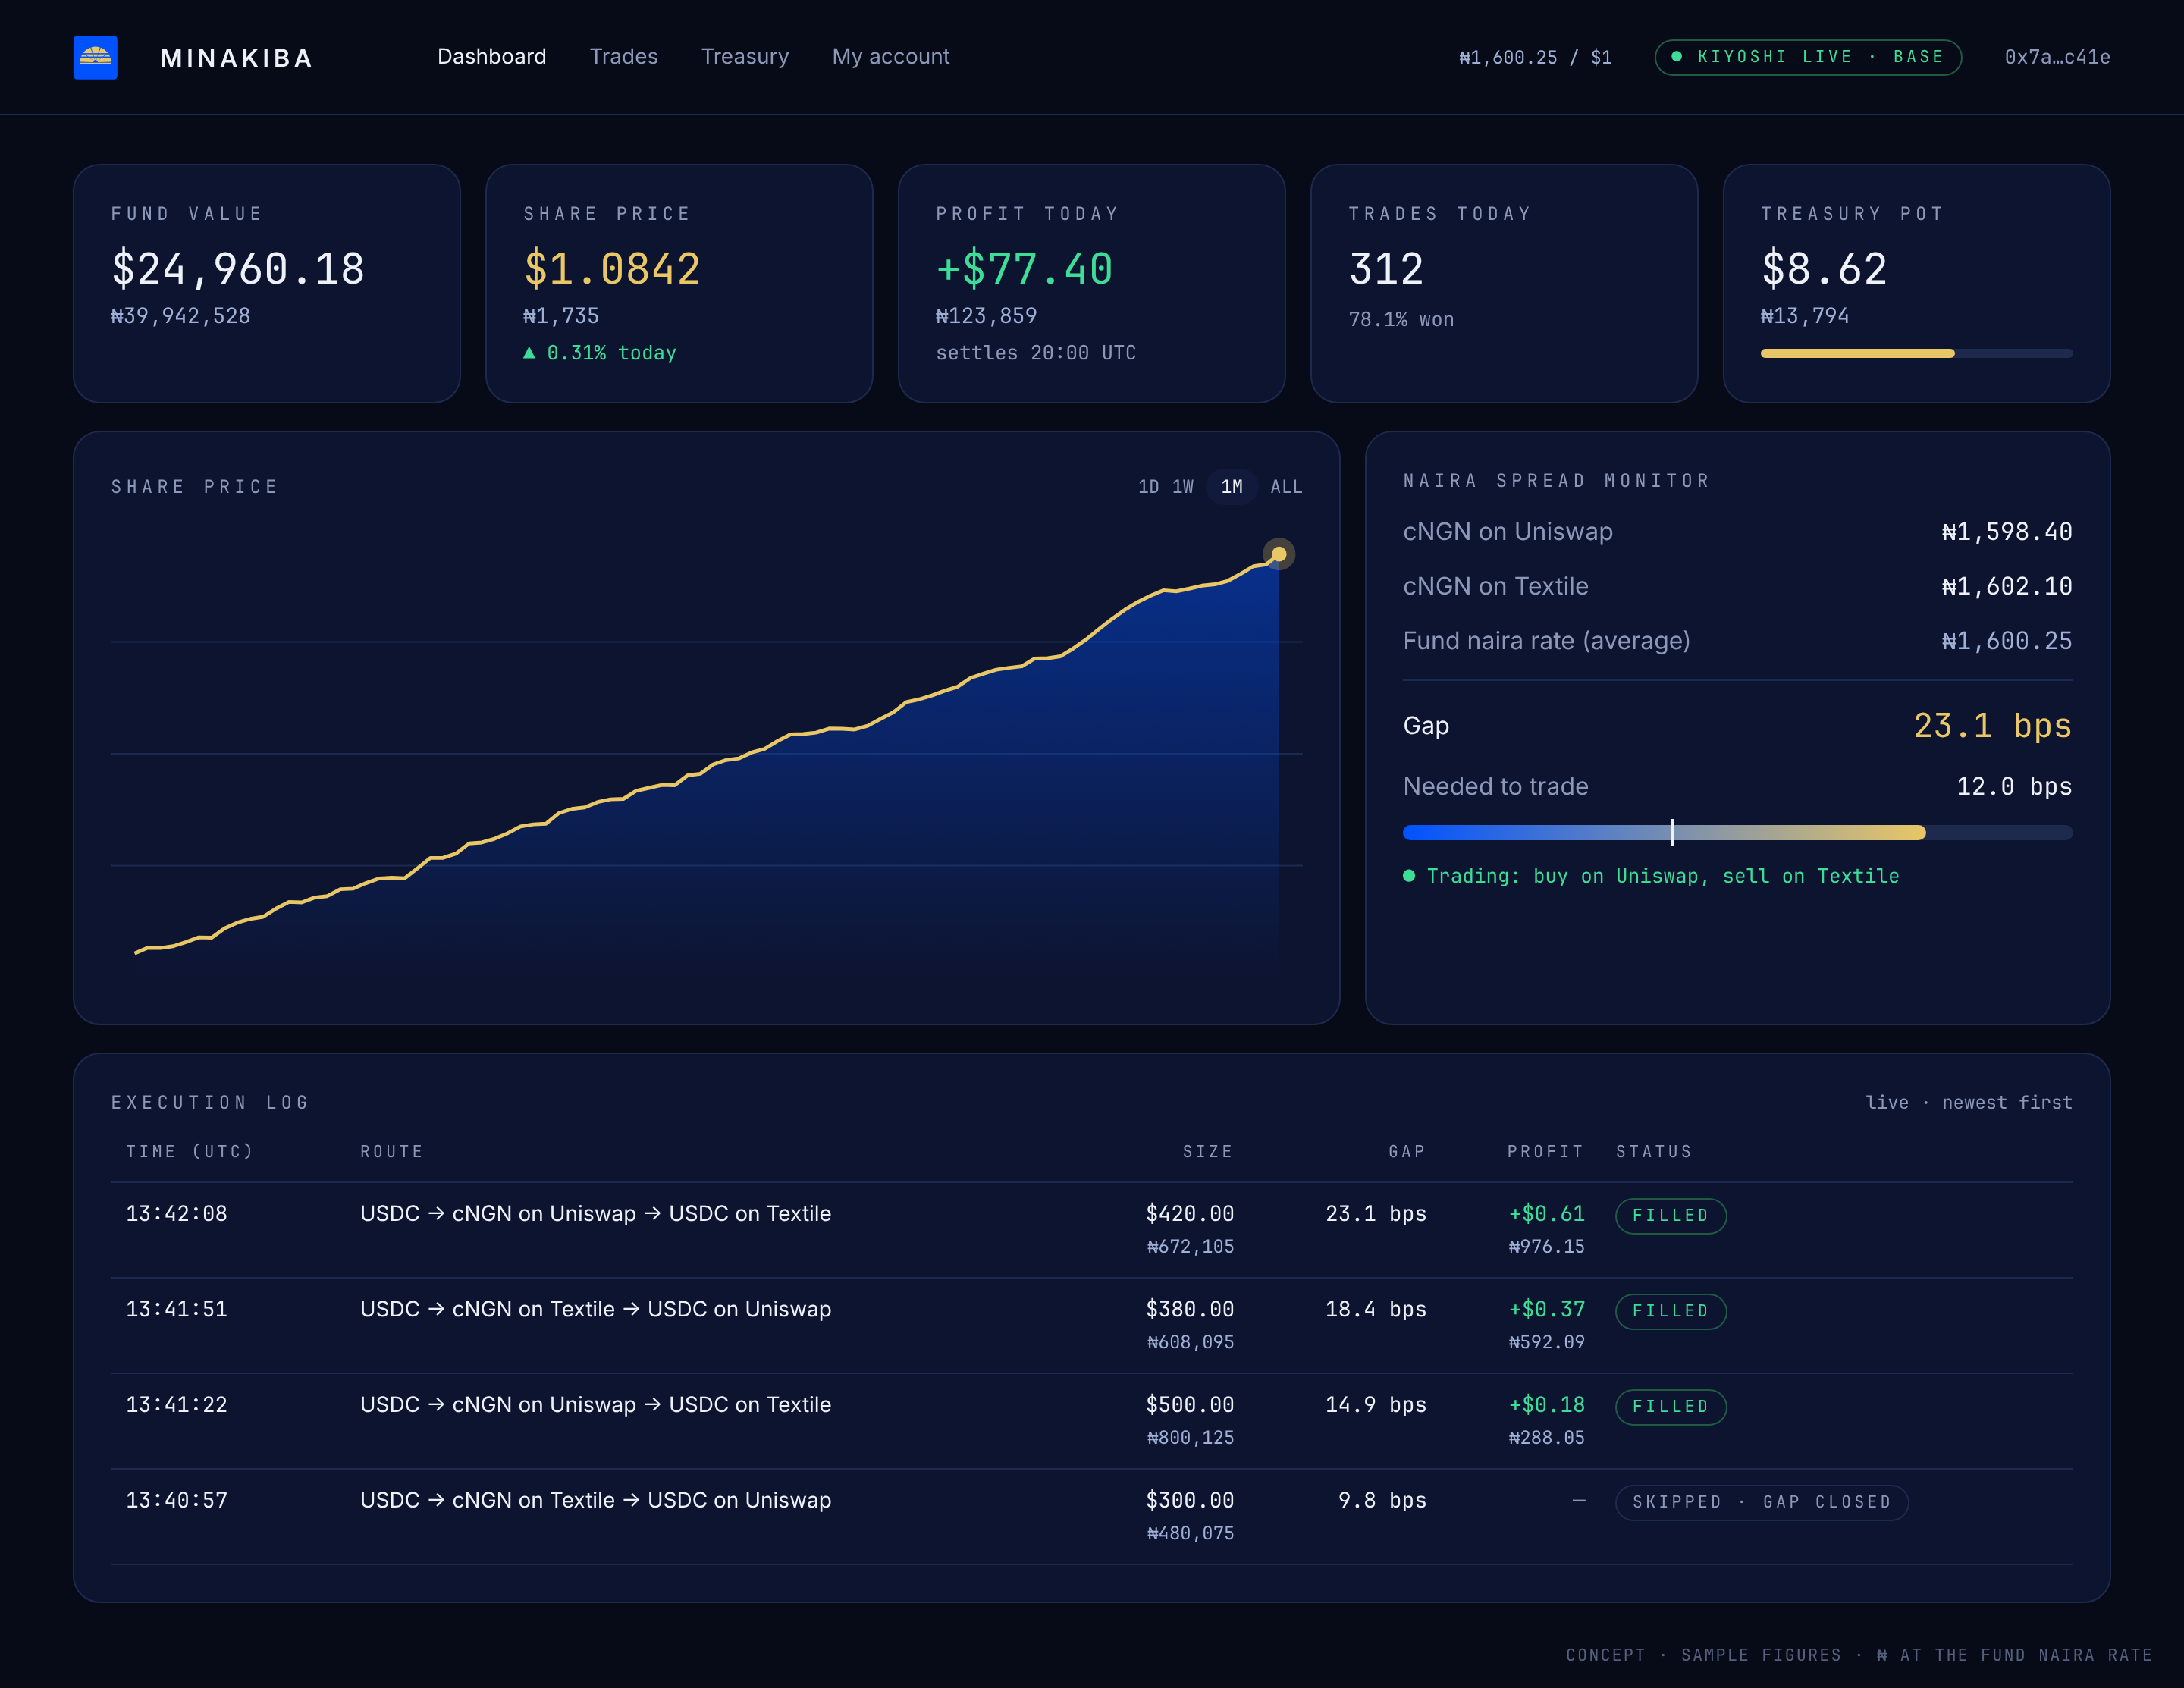 MINAKIBA Dashboard Trades Treasury My account ₦1,600.25 / $1 KIYOSHI LIVE · BASE 0x7a…c41e
FUND VALUE
$24,960.18
₦39,942,528
SHARE PRICE
$1.0842
₦1,735
▲ 0.31% today
PROFIT TODAY
+$77.40
₦123,859
settles 20:00 UTC
TRADES TODAY
312
78.1% won
TREASURY POT
$8.62
₦13,794
SHARE PRICE 1D 1W 1M ALL
NAIRA SPREAD MONITOR
cNGN on Uniswap ₦1,598.40
cNGN on Textile ₦1,602.10
Fund naira rate (average) ₦1,600.25
Gap 23.1 bps
Needed to trade 12.0 bps
Trading: buy on Uniswap, sell on Textile
EXECUTION LOG live · newest first
TIME (UTC) ROUTE SIZE GAP PROFIT STATUS
13:42:08 USDC → cNGN on Uniswap → USDC on Textile $420.00 23.1 bps +$0.61 FILLED
₦672,105 ₦976.15
13:41:51 USDC → cNGN on Textile → USDC on Uniswap $380.00 18.4 bps +$0.37 FILLED
₦608,095 ₦592.09
13:41:22 USDC → cNGN on Uniswap → USDC on Textile $500.00 14.9 bps +$0.18 FILLED
₦800,125 ₦288.05
13:40:57 USDC → cNGN on Textile → USDC on Uniswap $300.00 9.8 bps — SKIPPED · GAP CLOSED
₦480,075
CONCEPT · SAMPLE FIGURES · ₦ AT THE FUND NAIRA RATE